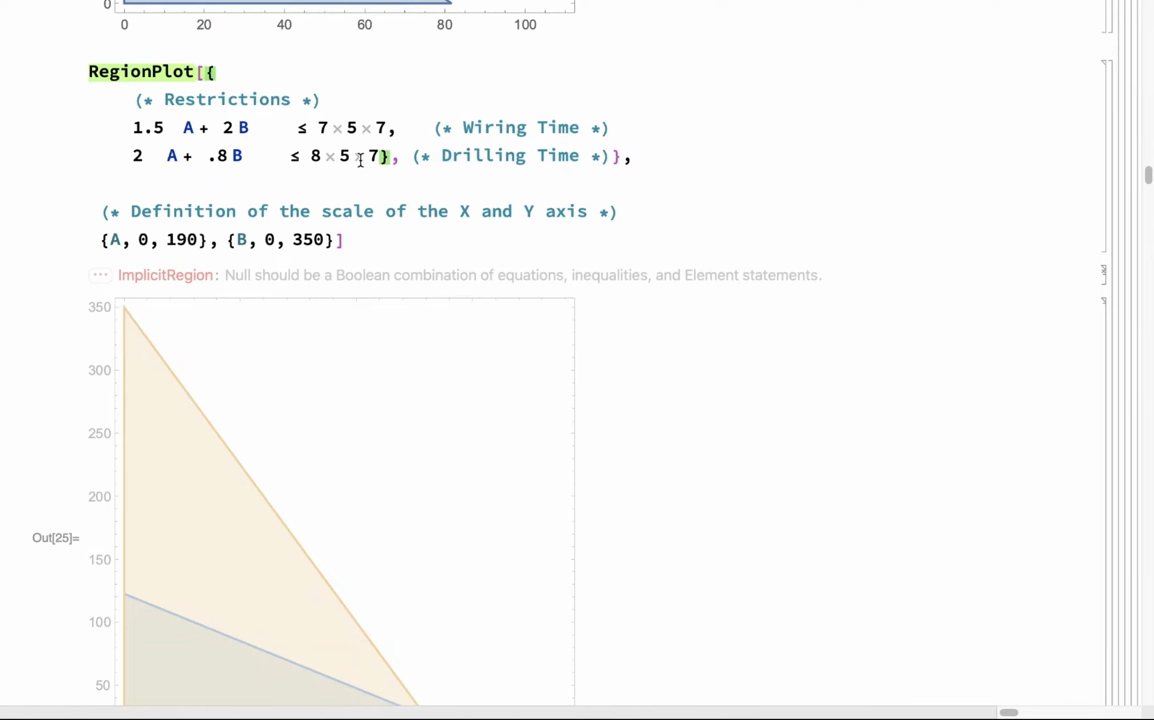 0
0 20 40 60 80 100
RegionPlot[{
(* Restrictions *)
1.5 A + 2 B ≤ 7 × 5 × 7, (* Wiring Time *)
2 A + .8 B ≤ 8 × 5 × 7}, (* Drilling Time *)},
(* Definition of the scale of the X and Y axis *)
{A, 0, 190}, {B, 0, 350}]
··· ImplicitRegion: Null should be a Boolean combination of equations, inequalities, and Element statements.
350
300
250
200
Out[25]=
150
100
50